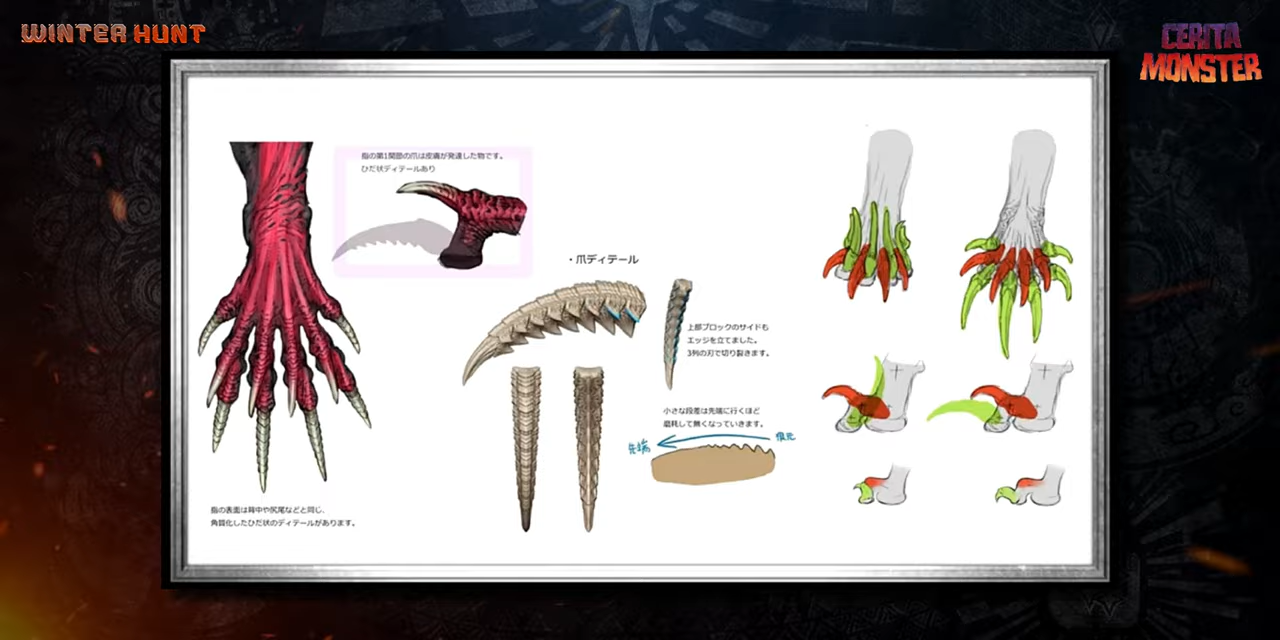 WINTER HUNT
CERITA
MONSTER
指の第1関節の爪は皮膚が発達した物です。
ひだ状ディテールあり
・爪ディテール
上部ブロックのサイドも
エッジを立てました。
3列の刃で切り裂きます。
小さな段差は先端に行くほど
磨耗して無くなっていきます。
先端
根元
指の表面は背中や尻尾などと同じ、
角質化したひだ状のディテールがあります。